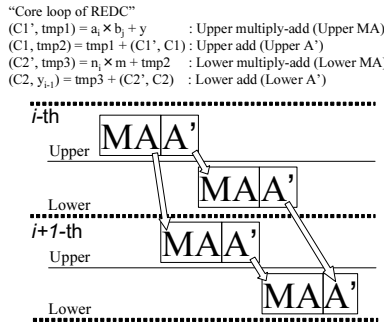 “Core loop of REDC”
(C1’, tmp1) = aᵢ × bⱼ + y : Upper multiply-add (Upper MA)
(C1, tmp2) = tmp1 + (C1’, C1) : Upper add (Upper A’)
(C2’, tmp3) = nᵢ × m + tmp2 : Lower multiply-add (Lower MA)
(C2, yᵢ₋₁) = tmp3 + (C2’, C2) : Lower add (Lower A’)
i-th
Upper MA A’
Lower MA A’
i+1-th
Upper MA A’
Lower MA A’